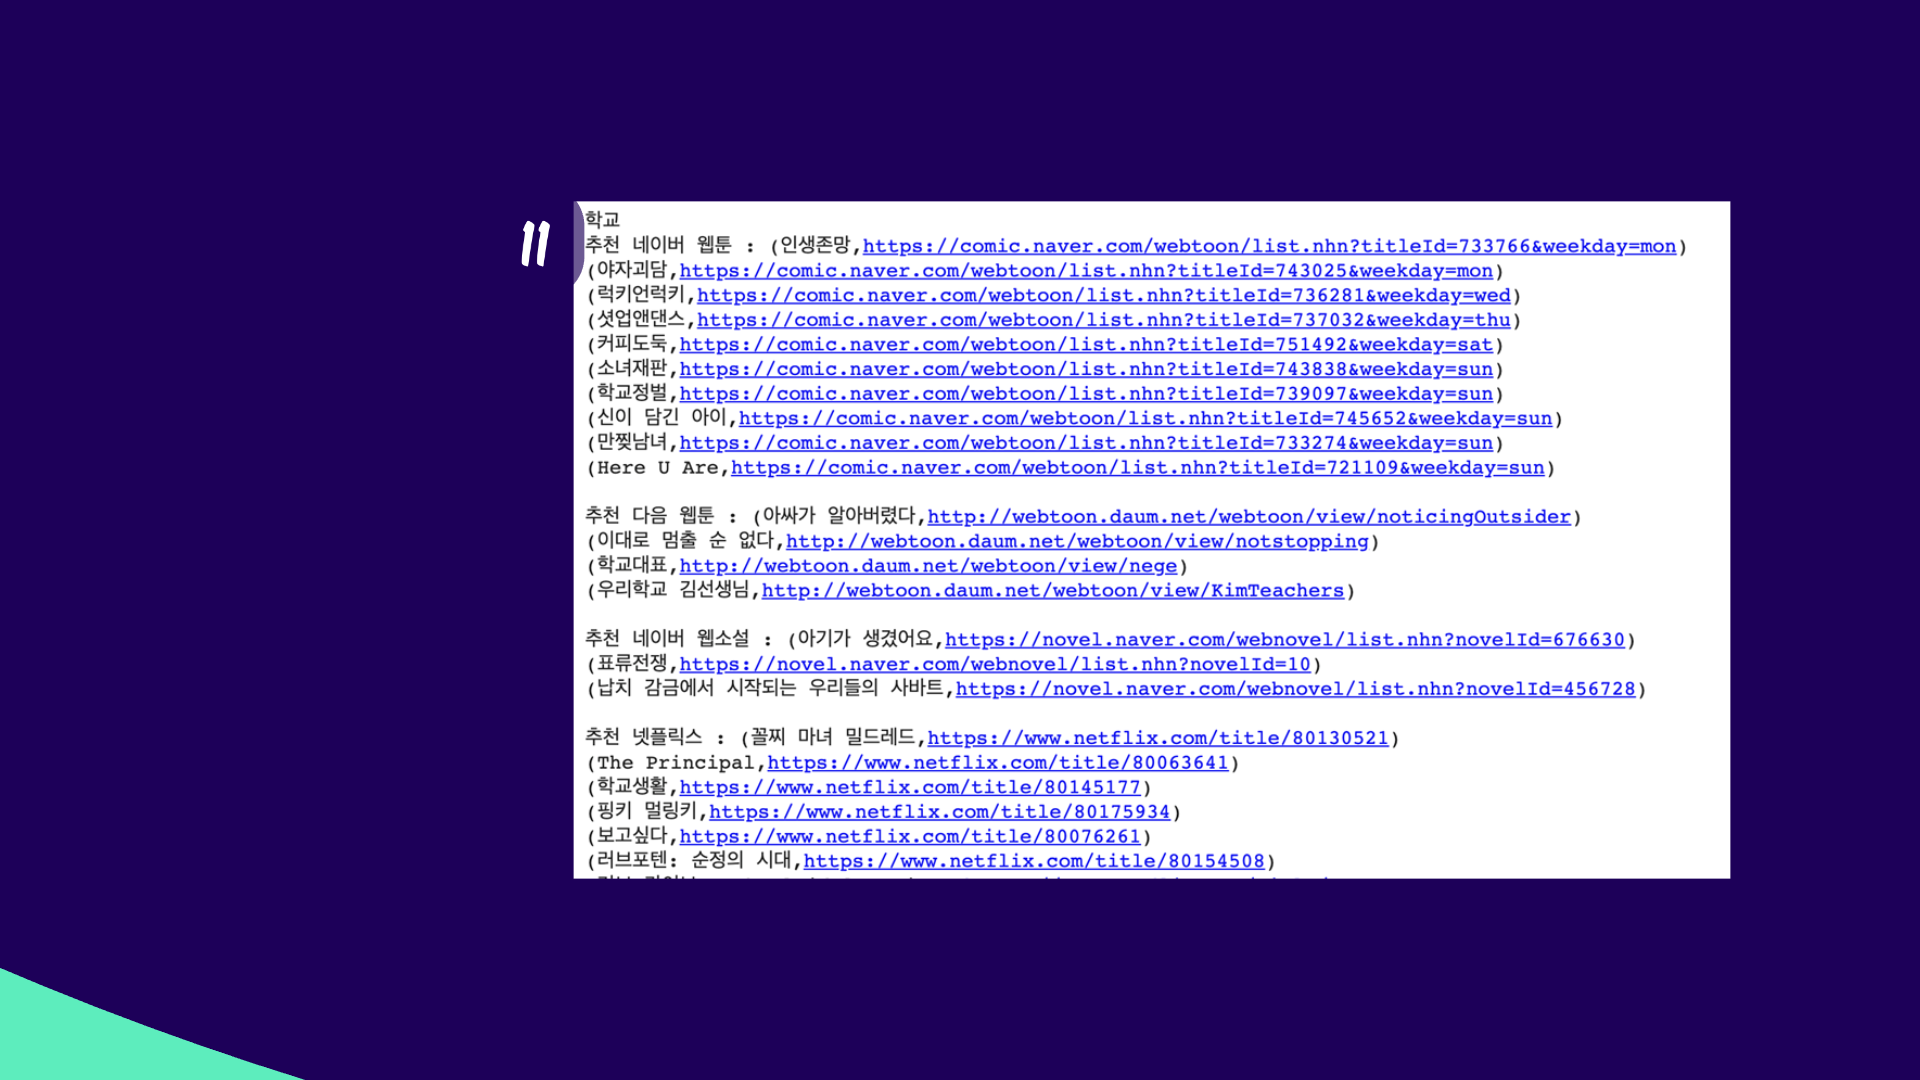 "
학교
추천 네이버 웹툰 : (인생존망,https://comic.naver.com/webtoon/list.nhn?titleId=733766&weekday=mon)
(야자괴담,https://comic.naver.com/webtoon/list.nhn?titleId=743025&weekday=mon)
(럭키언럭키,https://comic.naver.com/webtoon/list.nhn?titleId=736281&weekday=wed)
(셧업앤댄스,https://comic.naver.com/webtoon/list.nhn?titleId=737032&weekday=thu)
(커피도둑,https://comic.naver.com/webtoon/list.nhn?titleId=751492&weekday=sat)
(소녀재판,https://comic.naver.com/webtoon/list.nhn?titleId=743838&weekday=sun)
(학교정벌,https://comic.naver.com/webtoon/list.nhn?titleId=739097&weekday=sun)
(신이 담긴 아이,https://comic.naver.com/webtoon/list.nhn?titleId=745652&weekday=sun)
(만찢남녀,https://comic.naver.com/webtoon/list.nhn?titleId=733274&weekday=sun)
(Here U Are,https://comic.naver.com/webtoon/list.nhn?titleId=721109&weekday=sun)
추천 다음 웹툰 : (아싸가 알아버렸다,http://webtoon.daum.net/webtoon/view/noticingOutsider)
(이대로 멈출 순 없다,http://webtoon.daum.net/webtoon/view/notstopping)
(학교대표,http://webtoon.daum.net/webtoon/view/nege)
(우리학교 김선생님,http://webtoon.daum.net/webtoon/view/KimTeachers)
추천 네이버 웹소설 : (아기가 생겼어요,https://novel.naver.com/webnovel/list.nhn?novelId=676630)
(표류전쟁,https://novel.naver.com/webnovel/list.nhn?novelId=10)
(납치 감금에서 시작되는 우리들의 사바트,https://novel.naver.com/webnovel/list.nhn?novelId=456728)
추천 넷플릭스 : (꼴찌 마녀 밀드레드,https://www.netflix.com/title/80130521)
(The Principal,https://www.netflix.com/title/80063641)
(학교생활,https://www.netflix.com/title/80145177)
(핑키 멀링키,https://www.netflix.com/title/80175934)
(보고싶다,https://www.netflix.com/title/80076261)
(러브포텐: 순정의 시대,https://www.netflix.com/title/80154508)